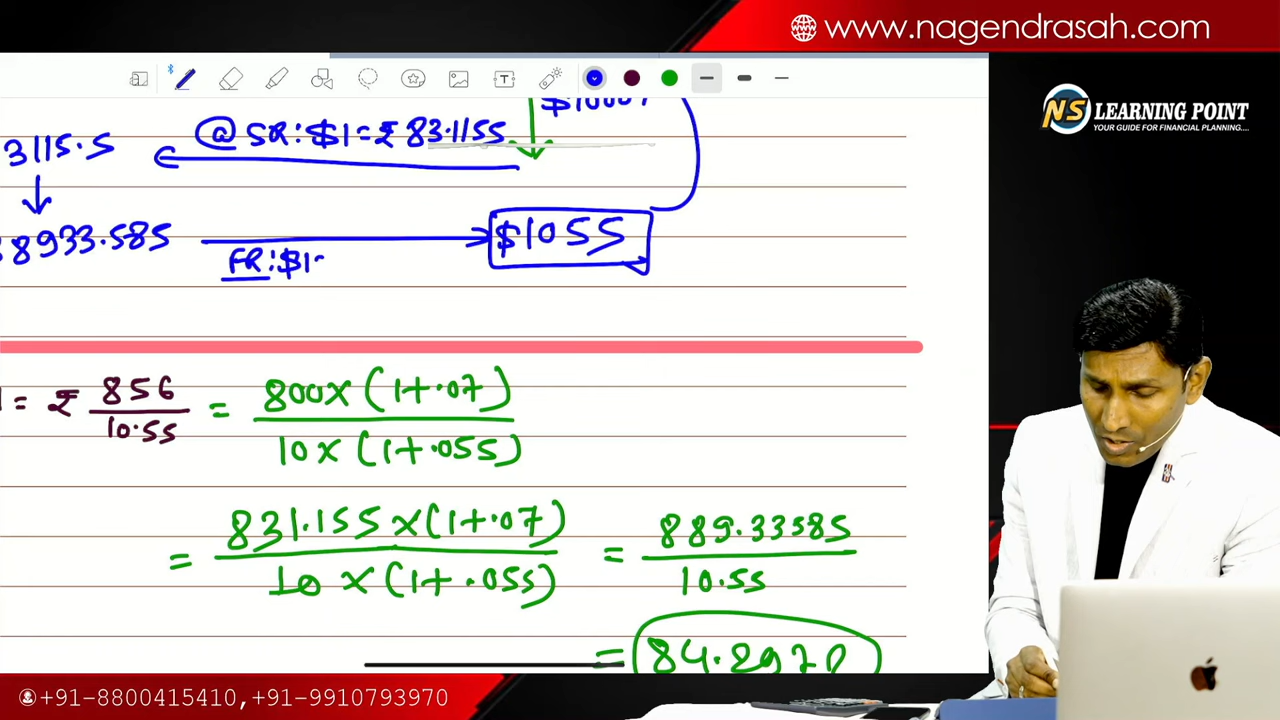 www.nagendrasah.com
NS LEARNING POINT
YOUR GUIDE FOR FINANCIAL PLANNING....
@ SR: $1 = ₹ 83.1155
3115.5
8933.585
$1055
FR: $1
= ₹ 856 / 10.55 = 800 × (1+.07) / 10 × (1+.055)
= 831.155 × (1+.07) / 10 × (1+.055) = 889.33585 / 10.55
= 84.2970
+91-8800415410,+91-9910793970